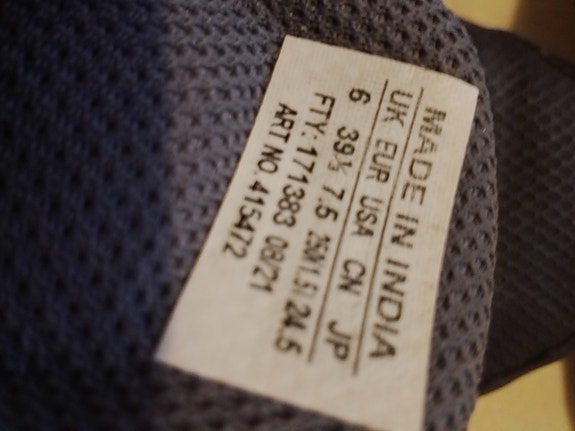 MADE IN INDIA
UK EUR USA CN JP
6 39½ 7.5 250(1.5) 24.5
FTY: 171383 08/21
ART NO. 415472